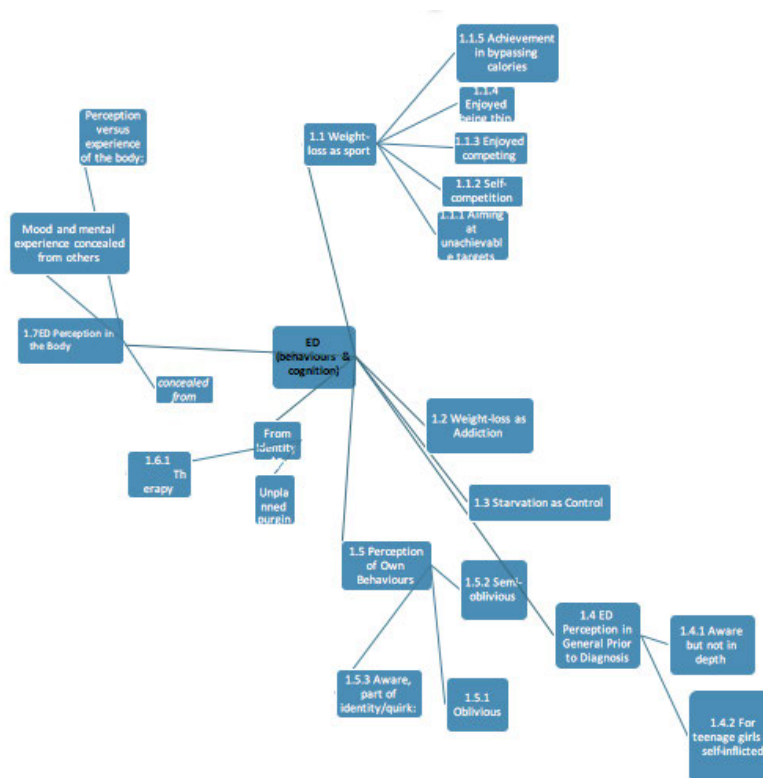 1.1.5 Achievement
in bypassing
calories
1.1.4
Enjoyed
being thin
1.1.3 Enjoyed
competing
1.1.2 Self-
competition
1.1.1 Aiming
at
unachievabl
e targets
1.1 Weight-
loss as sport
Perception
versus
experience
of the body:
Mood and mental
experience concealed
from others
1.7ED Perception in
the Body
concealed
from
ED
(behaviours &
cognition)
From
Identity
1.6.1
Th
erapy
Unpla
nned
purgin
1.2 Weight-loss as
Addiction
1.3 Starvation as Control
1.5 Perception
of Own
Behaviours
1.5.2 Semi-
oblivious
1.5.3 Aware,
part of
identity/quirk:
1.5.1
Oblivious
1.4 ED
Perception in
General Prior
to Diagnosis
1.4.1 Aware
but not in
depth
1.4.2 For
teenage girls
self-inflicted